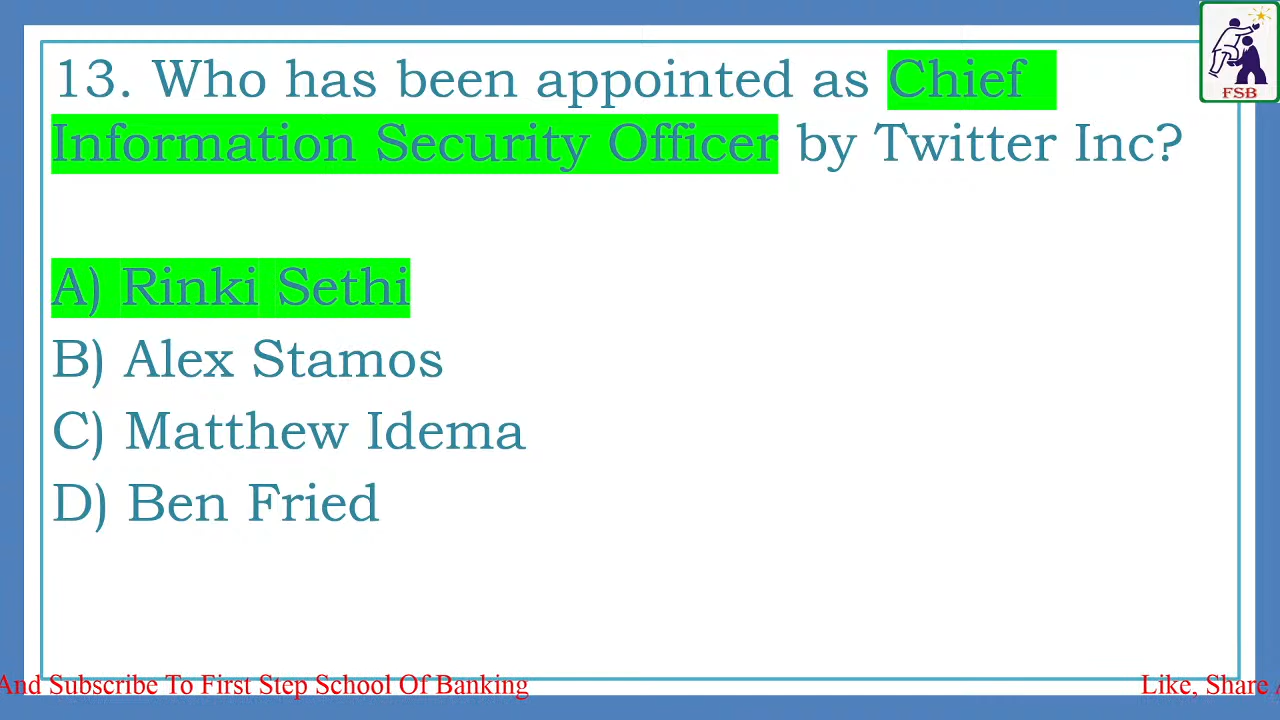 13. Who has been appointed as Chief
Information Security Officer by Twitter Inc?
A) Rinki Sethi
B) Alex Stamos
C) Matthew Idema
D) Ben Fried
FSB
And Subscribe To First Step School Of Banking
Like, Share